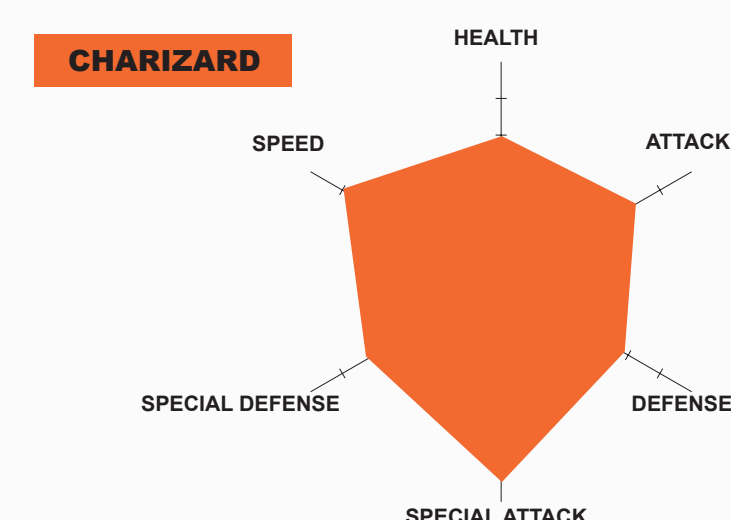 CHARIZARD
HEALTH
ATTACK
SPEED
SPECIAL DEFENSE
DEFENSE
SPECIAL ATTACK